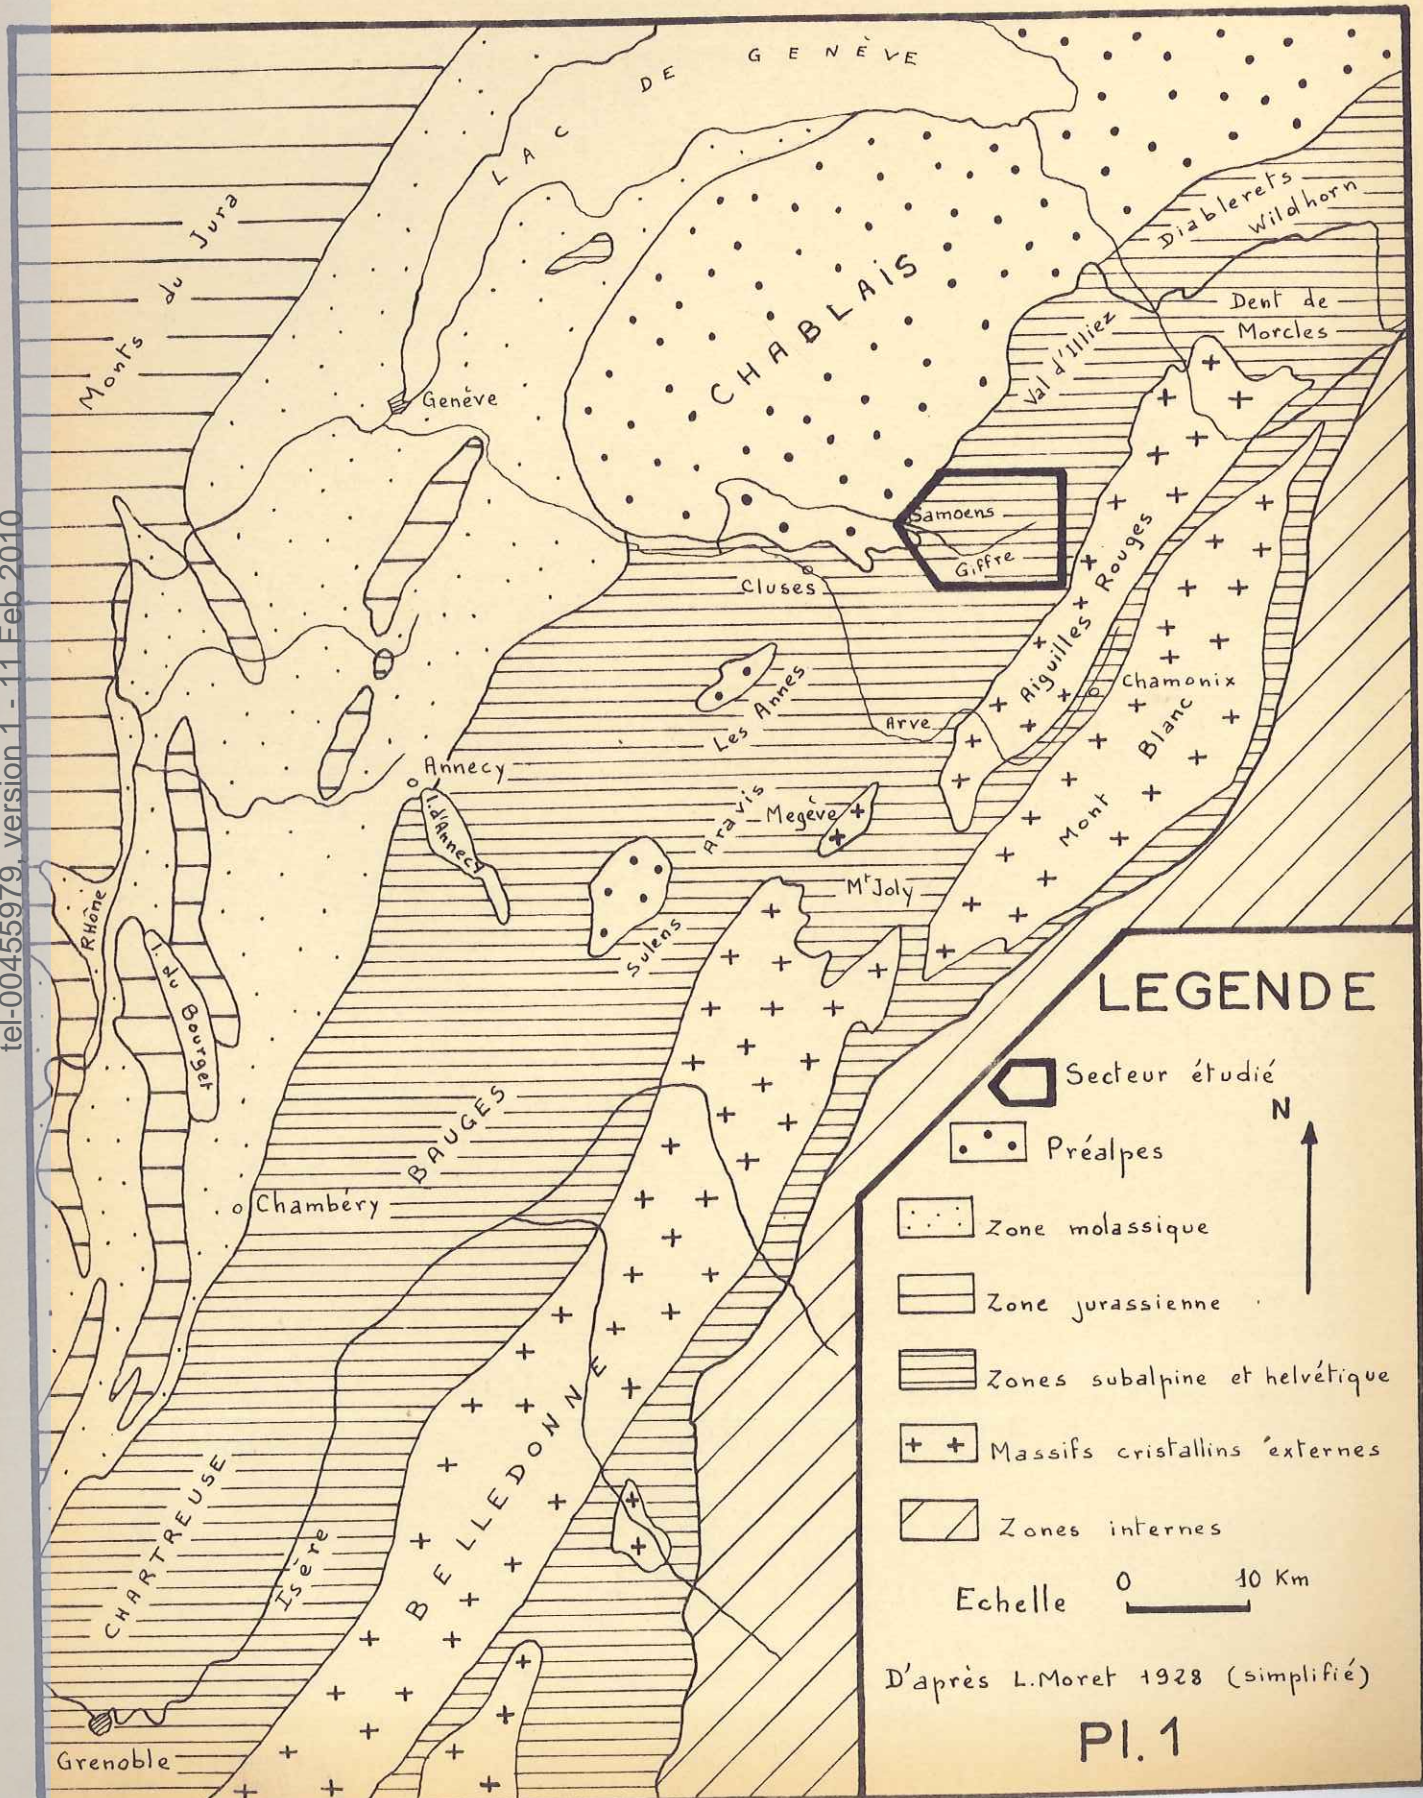 LAC DE GENÈVE
Monts du Jura
Diablerets
Wildhorn
CHABLAIS
Dent de
Morcles
Val d'Illiez
Genève
Samoens
Giffre
Cluses
Aiguilles Rouges
Les Annes
Chamonix
Arve
Mont Blanc
Annecy
l. d'Annecy
Aravis
Megève
Mt Joly
Rhône
Sulens
l. du Bourget
BAUGES
Chambéry
BELLEDONNE
CHARTREUSE
Isére
Grenoble
LEGENDE
Secteur étudié
N
Préalpes
Zone molassique
Zone jurassienne
Zones subalpine et helvétique
Massifs cristallins externes
Zones internes
Echelle 0 10 Km
D'après L. Moret 1928 (simplifié)
Pl. 1
tel-00455979, version 1 - 11 Feb 2010